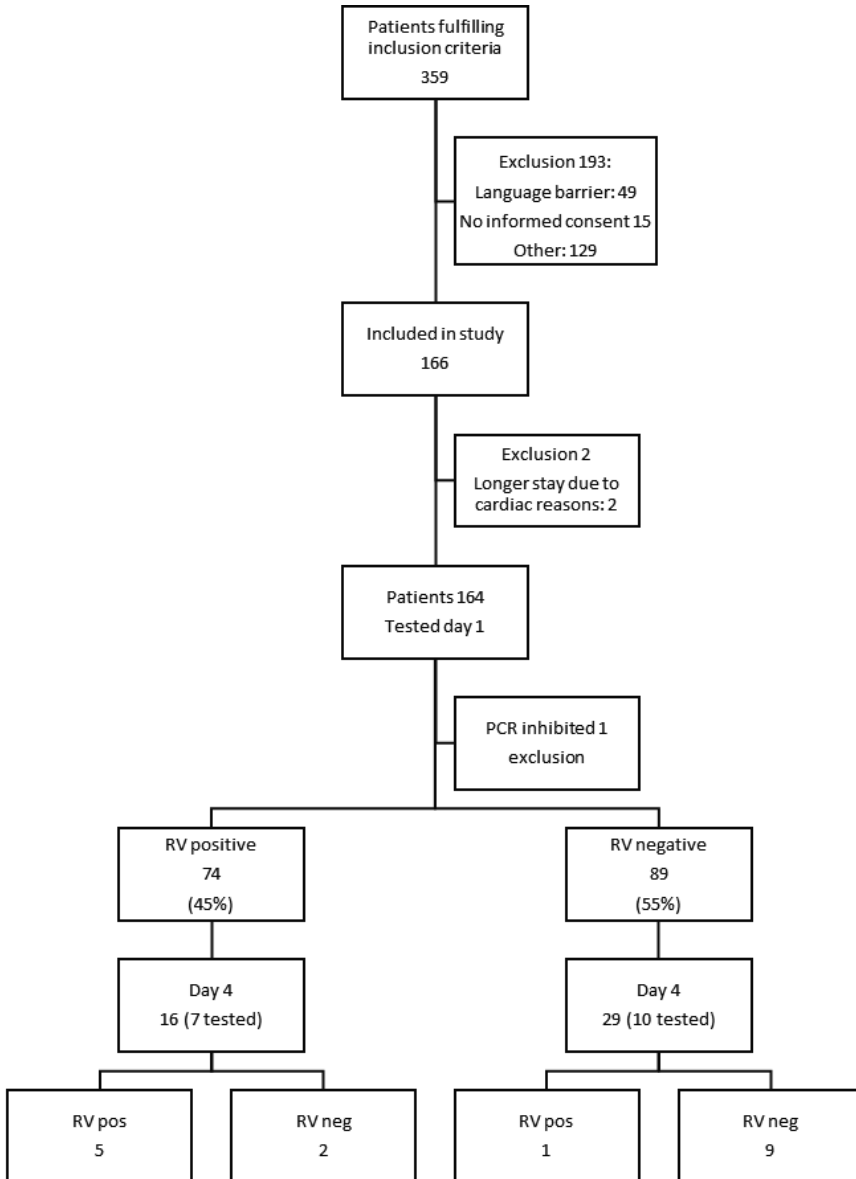 Patients fulfilling
inclusion criteria
359
Exclusion 193:
Language barrier: 49
No informed consent 15
Other: 129
Included in study
166
Exclusion 2
Longer stay due to
cardiac reasons: 2
Patients 164
Tested day 1
PCR inhibited 1
exclusion
RV positive
74
(45%)
RV negative
89
(55%)
Day 4
16 (7 tested)
Day 4
29 (10 tested)
RV pos
5
RV neg
2
RV pos
1
RV neg
9